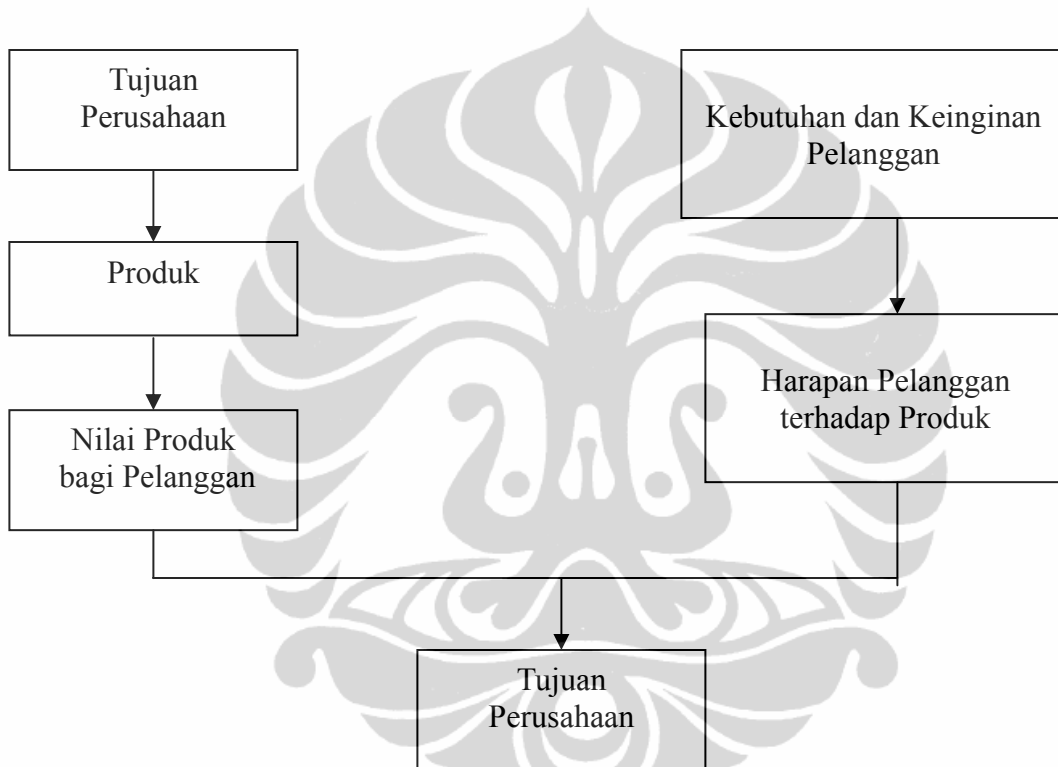 Tujuan
Perusahaan
Produk
Nilai Produk
bagi Pelanggan
Kebutuhan dan Keinginan
Pelanggan
Harapan Pelanggan
terhadap Produk
Tujuan
Perusahaan